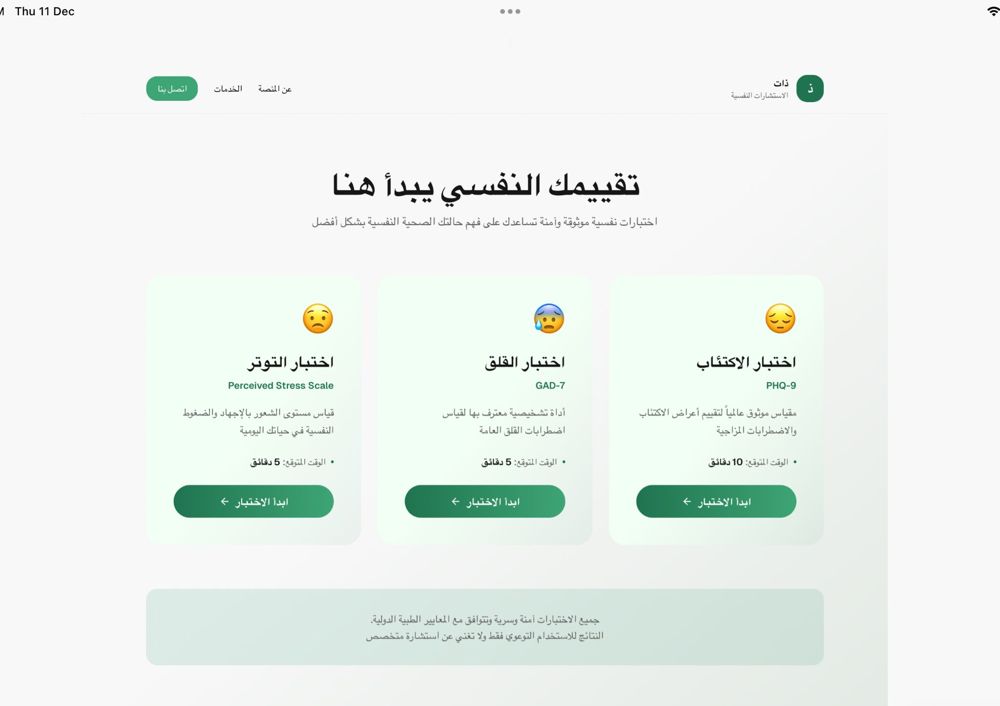 Thu 11 Dec
ذ
ذات
الاستشارات النفسية
عن المنصة
الخدمات
اتصل بنا
تقييمك النفسي يبدأ هنا
اختبارات نفسية موثوقة وآمنة تساعدك على فهم حالتك الصحية النفسية بشكل أفضل
اختبار الاكتئاب
PHQ-9
مقياس موثوق عالمياً لتقييم أعراض الاكتئاب
والاضطرابات المزاجية
• الوقت المتوقع: 10 دقائق
ابدأ الاختبار ←
اختبار القلق
GAD-7
أداة تشخيصية معترف بها لقياس
اضطرابات القلق العامة
• الوقت المتوقع: 5 دقائق
ابدأ الاختبار ←
اختبار التوتر
Perceived Stress Scale
قياس مستوى الشعور بالإجهاد والضغوط
النفسية في حياتك اليومية
• الوقت المتوقع: 5 دقائق
ابدأ الاختبار ←
جميع الاختبارات آمنة وسرية وتتوافق مع المعايير الطبية الدولية.
النتائج للاستخدام التوعوي فقط ولا تغني عن استشارة متخصص